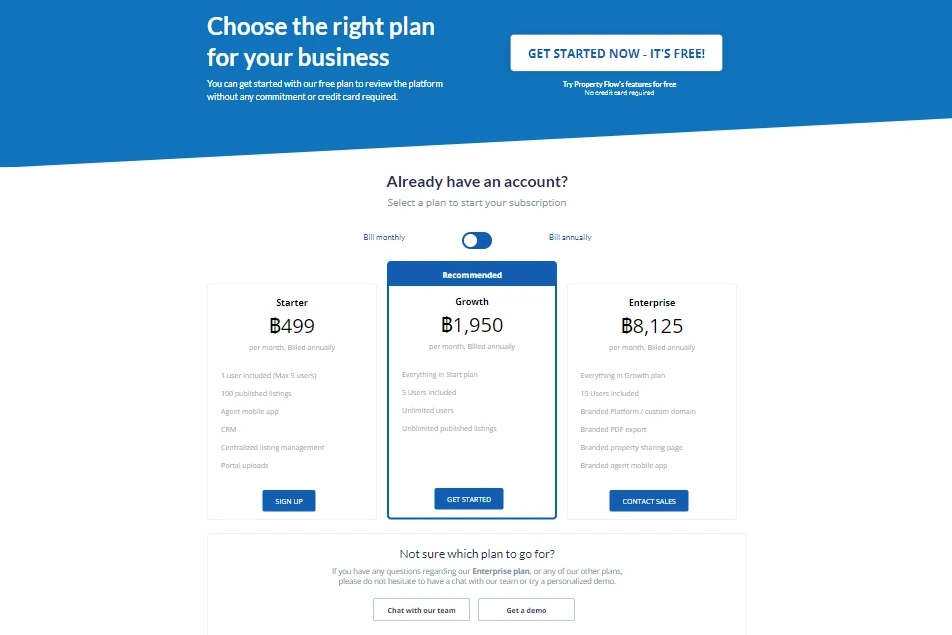 Choose the right plan
for your business
You can get started with our free plan to review the platform
without any commitment or credit card required.
GET STARTED NOW - IT'S FREE!
Try Property Flow's features for free
No credit card required
Already have an account?
Select a plan to start your subscription
Bill monthly
Bill annually
Starter
฿499
per month, Billed annually
1 user included (Max 5 users)
100 published listings
Agent mobile app
CRM
Centralized listing management
Portal uploads
SIGN UP
Recommended
Growth
฿1,950
per month, Billed annually
Everything in Start plan
5 Users included
Unlimited users
Unblimited published listings
GET STARTED
Enterprise
฿8,125
per month, Billed annually
Everything in Growth plan
15 Users included
Branded Platform / custom domain
Branded PDF export
Branded property sharing page
Branded agent mobile app
CONTACT SALES
Not sure which plan to go for?
If you have any questions regarding our Enterprise plan, or any of our other plans,
please do not hesitate to have a chat with our team or try a personalized demo.
Chat with our team
Get a demo